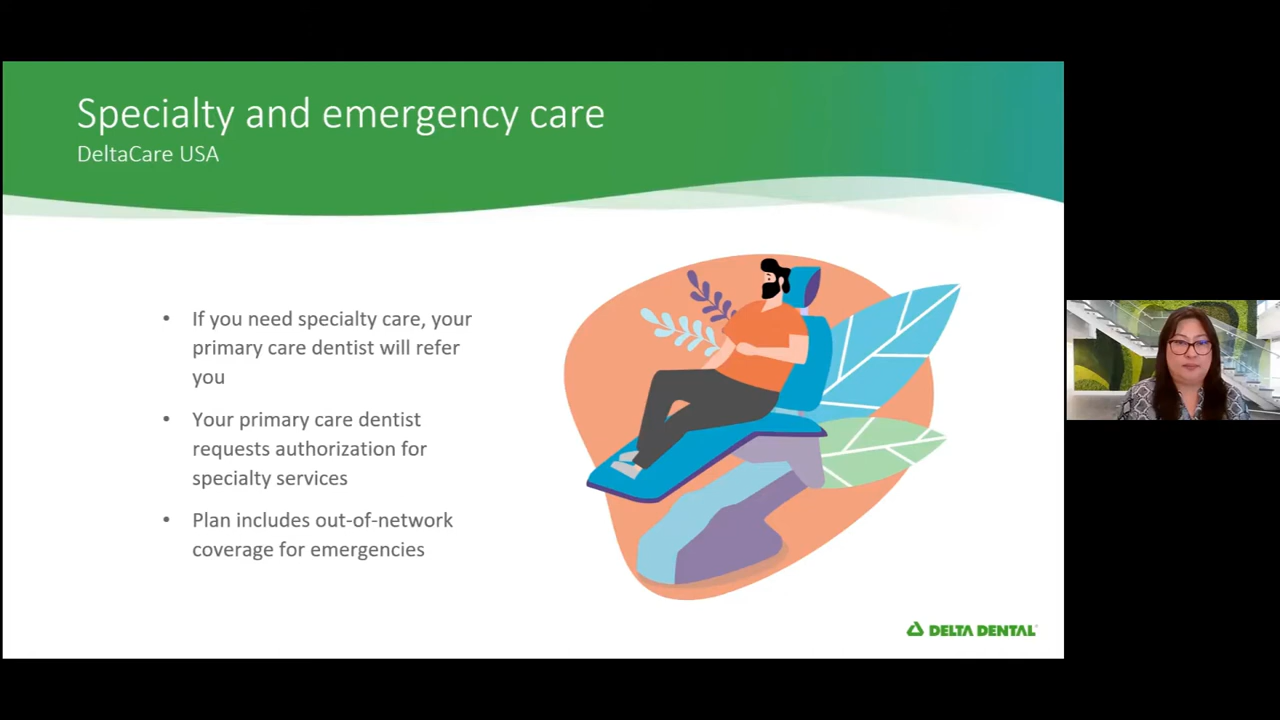 Specialty and emergency care
DeltaCare USA
• If you need specialty care, your
primary care dentist will refer
you
• Your primary care dentist
requests authorization for
specialty services
• Plan includes out-of-network
coverage for emergencies
DELTA DENTAL